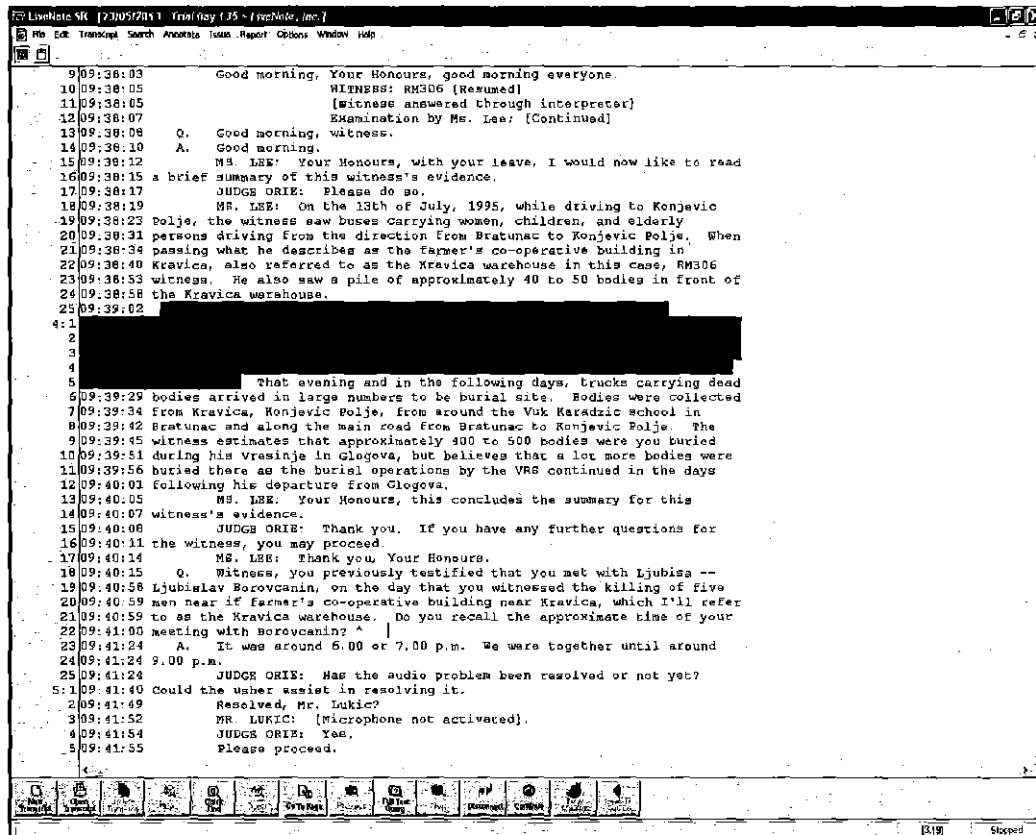 LiveNote SR
File Edit Transcript Search Annotate Issue Report Options Window Help
9 09:38:03 Good morning, Your Honours, good morning everyone.
10 09:38:05 WITNESS: RM306 [Resumed]
11 09:38:05 [Witness answered through interpreter]
12 09:38:07 Examination by Ms. Lee: [Continued]
13 09:38:08 Q. Good morning, witness.
14 09:38:10 A. Good morning.
15 09:38:12 MS. LEE: Your Honours, with your leave, I would now like to read
16 09:38:15 a brief summary of this witness's evidence.
17 09:38:17 JUDGE ORIE: Please do so.
18 09:38:19 MS. LEE: On the 13th of July, 1995, while driving to Konjevic
19 09:38:23 Polje, the witness saw buses carrying women, children, and elderly
20 09:38:31 persons driving from the direction from Bratunac to Konjevic Polje. When
21 09:38:34 passing what he describes as the farmer's co-operative building in
22 09:38:40 Kravica, also referred to as the Kravica warehouse in this case, RM306
23 09:38:53 witness. He also saw a pile of approximately 40 to 50 bodies in front of
24 09:38:58 the Kravica warehouse.
25 09:39:02
4:1
2
3
4
5 That evening and in the following days, trucks carrying dead
6 09:39:29 bodies arrived in large numbers to be burial site. Bodies were collected
7 09:39:34 from Kravica, Konjevic Polje, from around the Vuk Karadzic school in
8 09:39:42 Bratunac and along the main road from Bratunac to Konjevic Polje. The
9 09:39:45 witness estimates that approximately 400 to 500 bodies were you buried
10 09:39:51 during his vrasinje in Glogova, but believes that a lot more bodies were
11 09:39:56 buried there as the burial operations by the VRS continued in the days
12 09:40:01 following his departure from Glogova.
13 09:40:05 MS. LEE: Your Honours, this concludes the summary for this
14 09:40:07 witness's evidence.
15 09:40:08 JUDGE ORIE: Thank you. If you have any further questions for
16 09:40:11 the witness, you may proceed.
17 09:40:14 MS. LEE: Thank you, Your Honours.
18 09:40:15 Q. Witness, you previously testified that you met with Ljubisa --
19 09:40:58 Ljubislav Borovcanin, on the day that you witnessed the killing of five
20 09:40:59 men near if farmer's co-operative building near Kravica, which I'll refer
21 09:40:59 to as the Kravica warehouse. Do you recall the approximate time of your
22 09:41:00 meeting with Borovcanin? ^
23 09:41:24 A. It was around 6.00 or 7.00 p.m. We were together until around
24 09:41:24 9.00 p.m.
25 09:41:24 JUDGE ORIE: Has the audio problem been resolved or not yet?
5:1 09:41:40 Could the usher assist in resolving it.
2 09:41:49 Resolved, Mr. Lukic?
3 09:41:52 MR. LUKIC: [Microphone not activated].
4 09:41:54 JUDGE ORIE: Yes.
5 09:41:55 Please proceed.
New Transcript Open Transcript Quick Find Go To Page Full Text Query
[3,19] Stopped